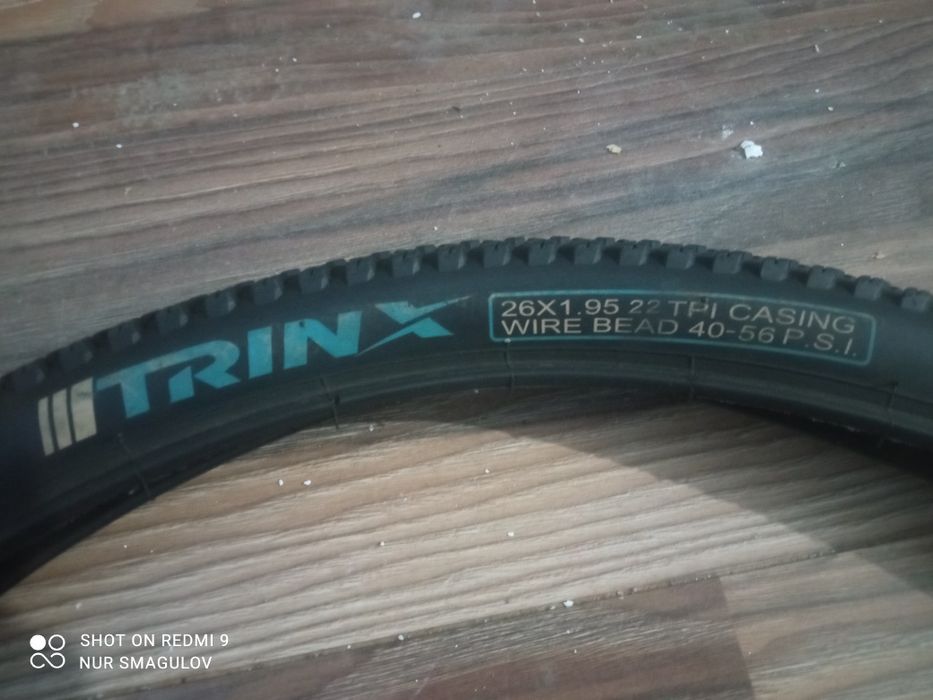 TRINX
26X1.95 22 TPI CASING
WIRE BEAD 40-56 P.S.I.
SHOT ON REDMI 9
NUR SMAGULOV